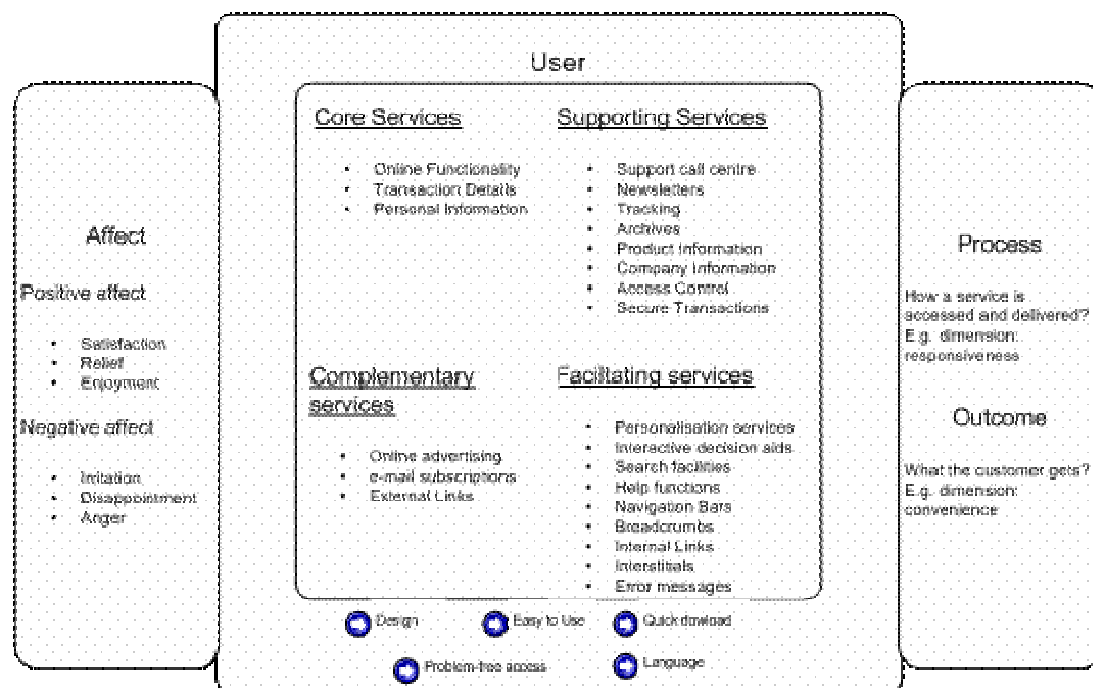 User
Core Services
• Online Functionality
• Transaction Details
• Personal Information
Supporting Services
• Support call centre
• Newsletters
• Tracking
• Archives
• Product Information
• Company Information
• Access Control
• Secure Transactions
Complementary
services
• Online advertising
• e-mail subscriptions
• External Links
Facilitating services
• Personalisation services
• Interactive decision aids
• Search facilities
• Help functions
• Navigation Bars
• Breadcrumbs
• Internal Links
• Interstitials
• Error messages
Design
Easy to Use
Quick dowload
Problem-free access
Language
Affect
Positive affect
• Satisfaction
• Relief
• Enjoyment
Negative affect
• Irritation
• Disappointment
• Anger
Process
How a service is
accessed and delivered?
E.g. dimension:
responsiveness
Outcome
What the customer gets?
E.g. dimension:
convenience